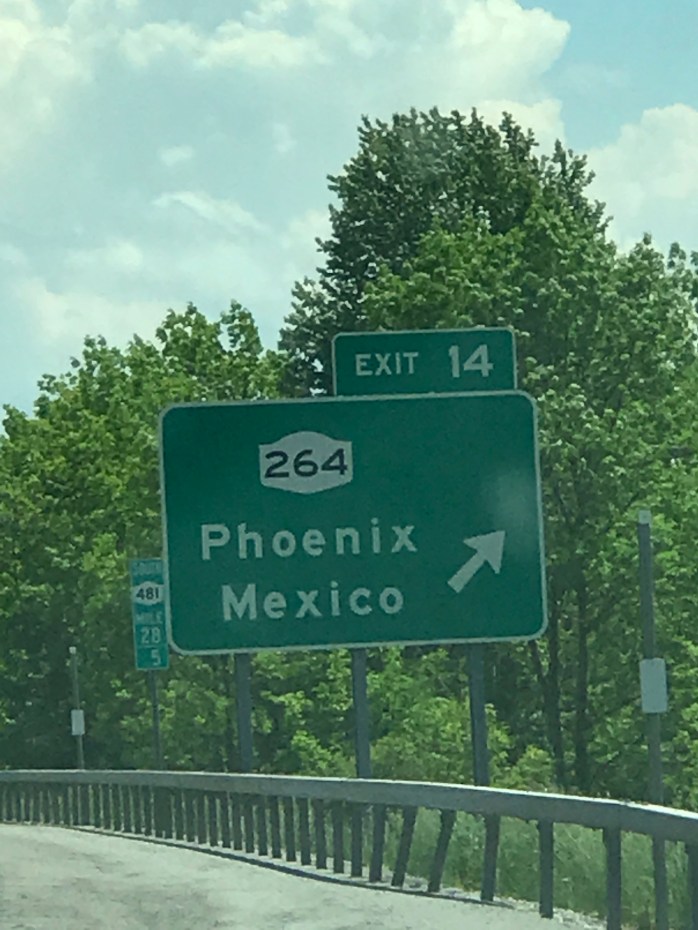 EXIT 14
264
Phoenix
Mexico
481
MILE
28
5